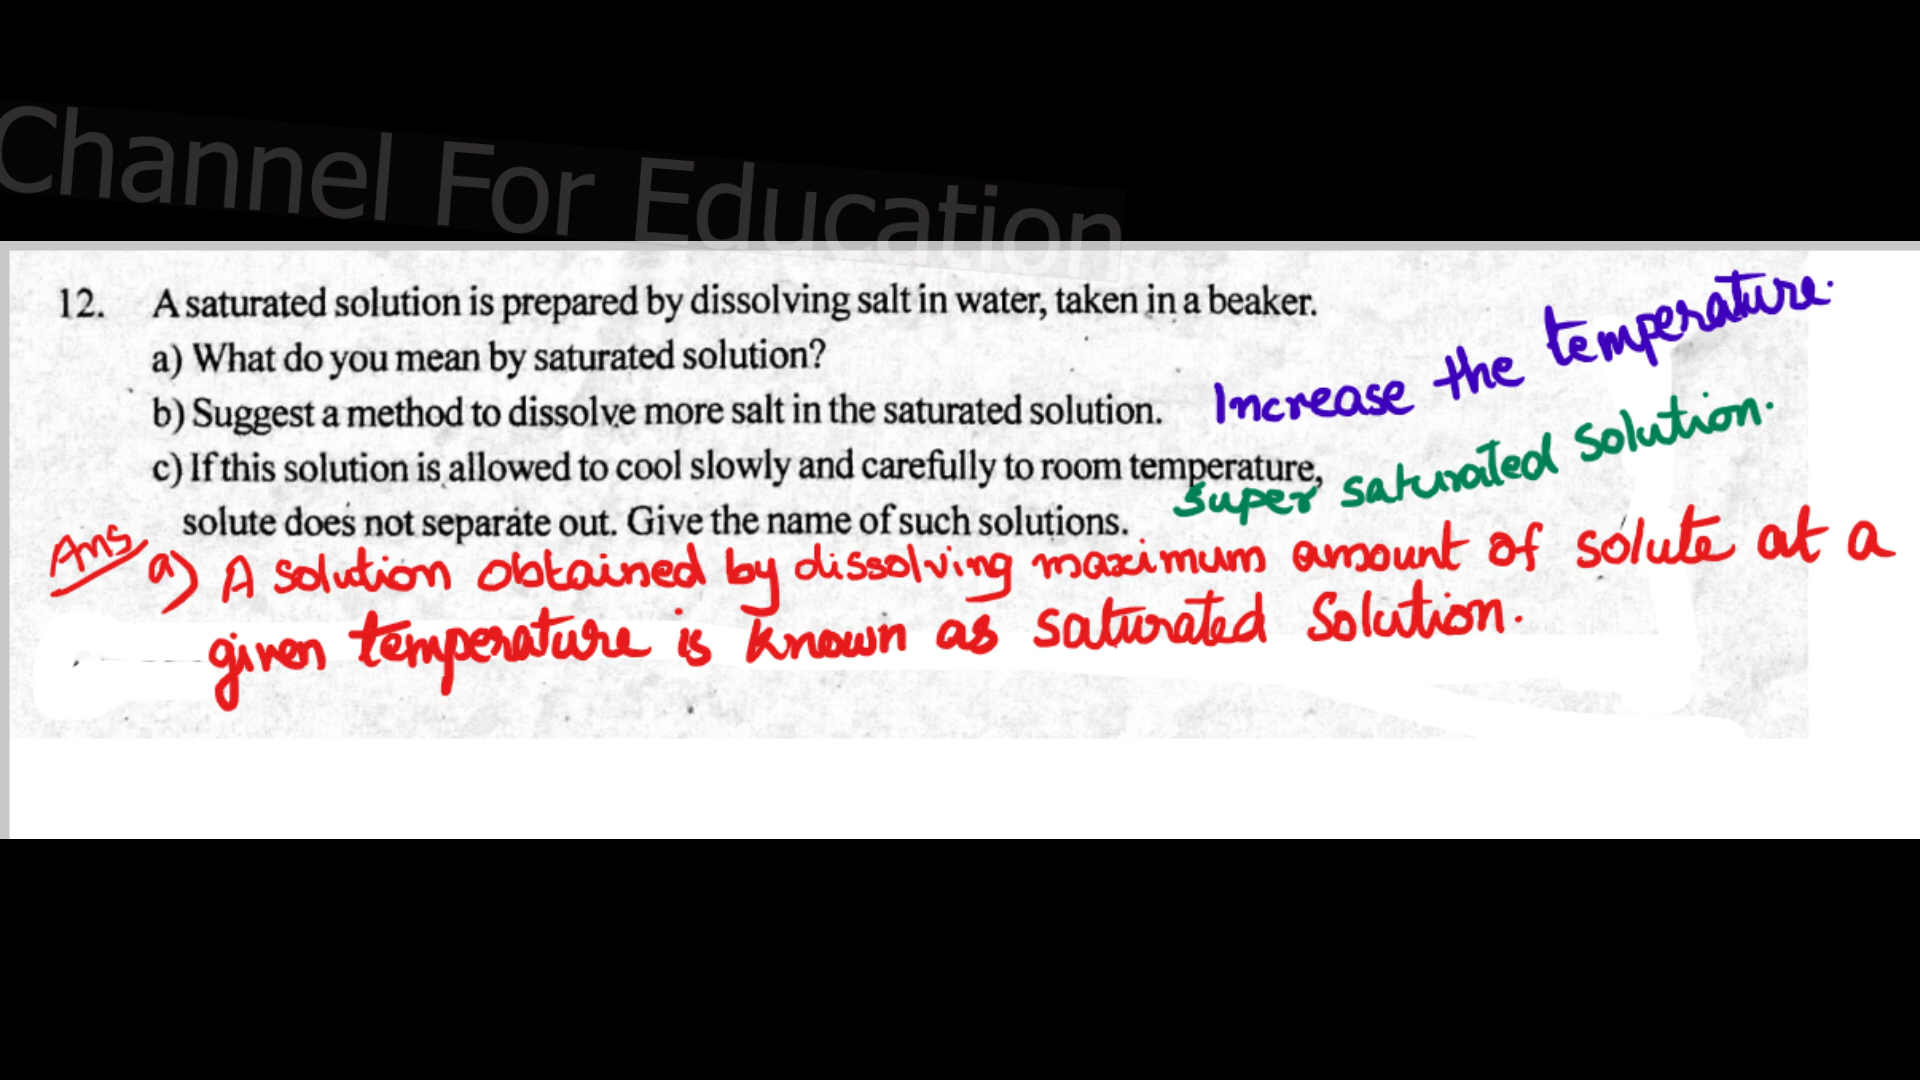 Channel For Education
12. A saturated solution is prepared by dissolving salt in water, taken in a beaker.
a) What do you mean by saturated solution?
b) Suggest a method to dissolve more salt in the saturated solution. Increase the temperature.
c) If this solution is allowed to cool slowly and carefully to room temperature,
solute does not separate out. Give the name of such solutions. Super saturated solution.
Ans a) A solution obtained by dissolving maximum amount of solute at a
given temperature is known as saturated solution.